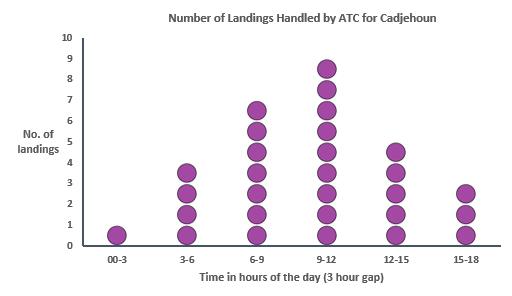 Number of Landings Handled by ATC for Cadjehoun
10
9
8
7
6
5
4
3
2
1
0
No. of
landings
00-3 3-6 6-9 9-12 12-15 15-18
Time in hours of the day (3 hour gap)